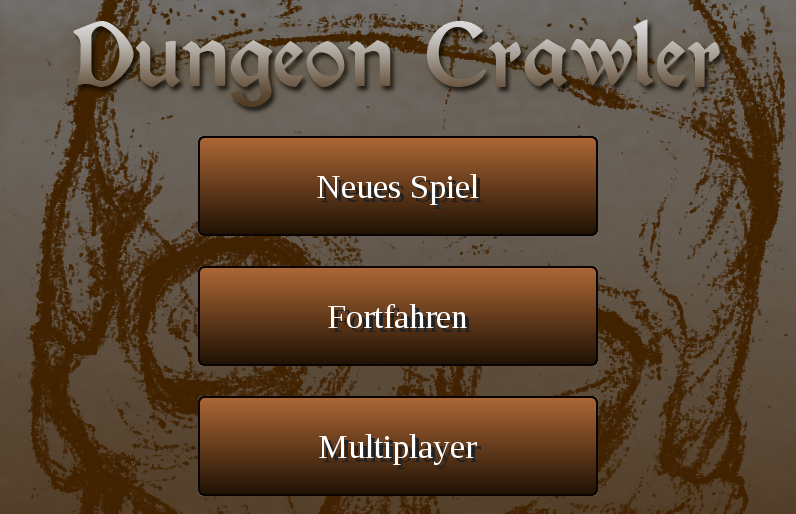 Dungeon Crawler
Neues Spiel
Fortfahren
Multiplayer